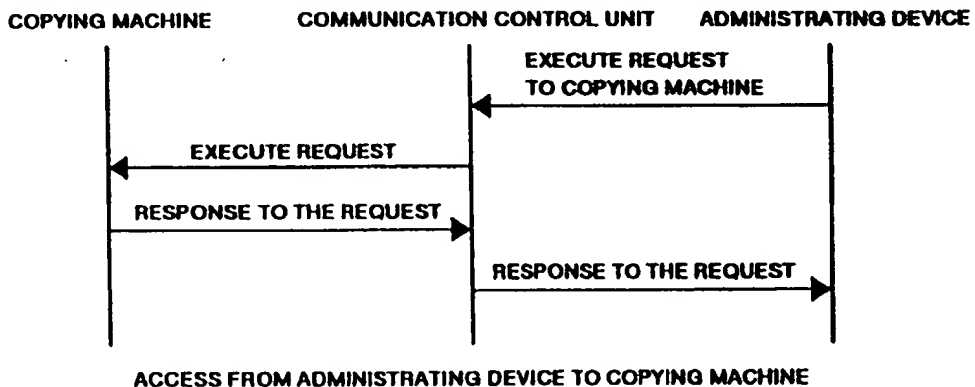 COPYING MACHINE COMMUNICATION CONTROL UNIT ADMINISTRATING DEVICE
EXECUTE REQUEST
TO COPYING MACHINE
EXECUTE REQUEST
RESPONSE TO THE REQUEST
RESPONSE TO THE REQUEST
ACCESS FROM ADMINISTRATING DEVICE TO COPYING MACHINE